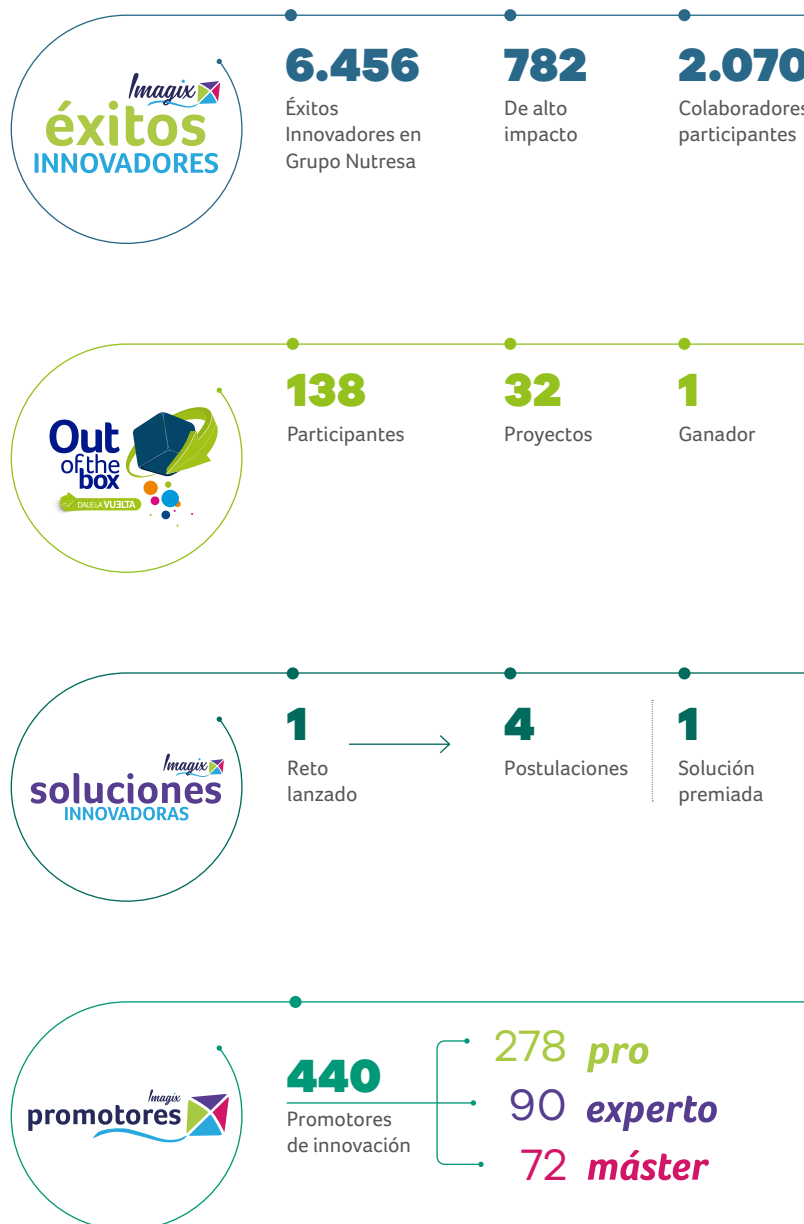 Imagix
éxitos
INNOVADORES
6.456
Éxitos
Innovadores en
Grupo Nutresa
782
De alto
impacto
2.070
Colaboradores
participantes
Out
of the
box
DALE LA VUELTA
138
Participantes
32
Proyectos
1
Ganador
Imagix
soluciones
INNOVADORAS
1
Reto
lanzado
4
Postulaciones
1
Solución
premiada
Imagix
promotores
440
Promotores
de innovación
278 pro
90 experto
72 máster